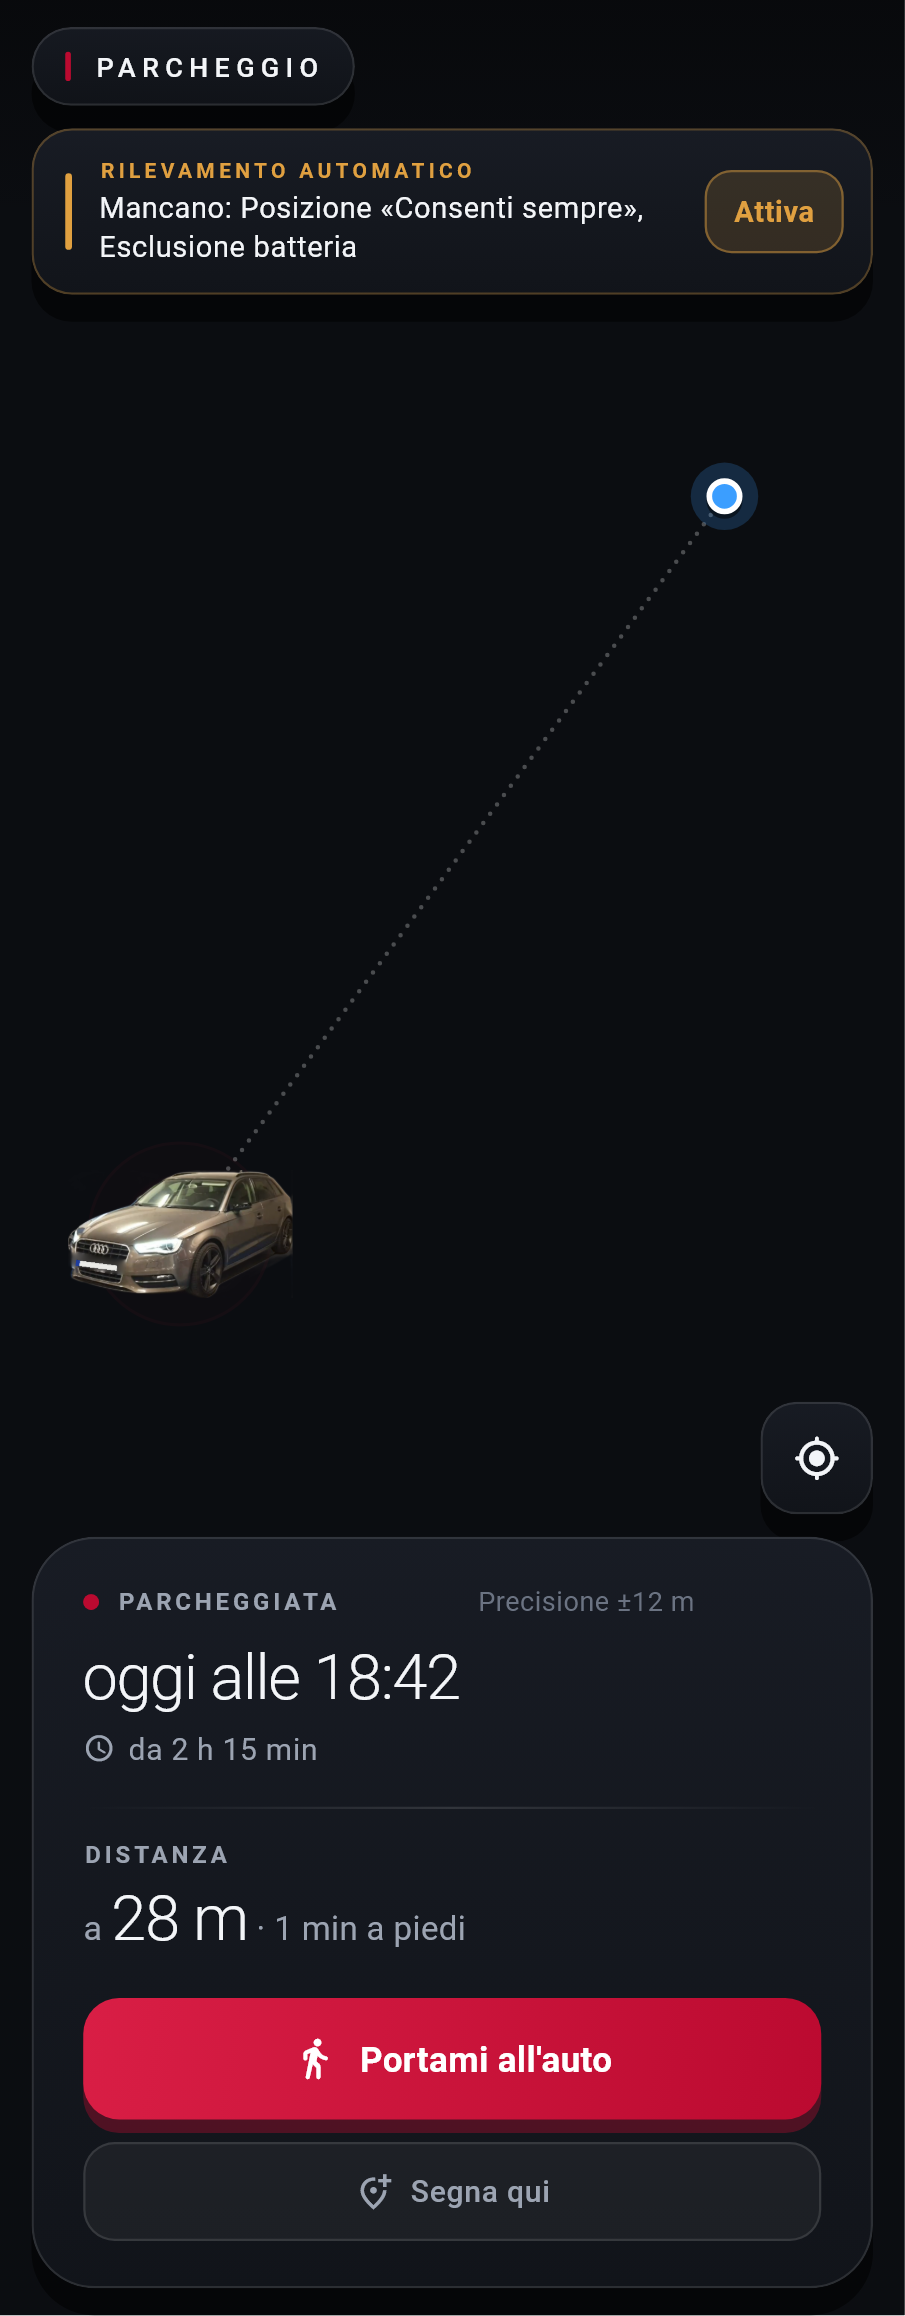 PARCHEGGIO
RILEVAMENTO AUTOMATICO
Mancano: Posizione «Consenti sempre»,
Esclusione batteria
Attiva
PARCHEGGIATA
Precisione ±12 m
oggi alle 18:42
da 2 h 15 min
DISTANZA
a 28 m · 1 min a piedi
Portami all'auto
Segna qui